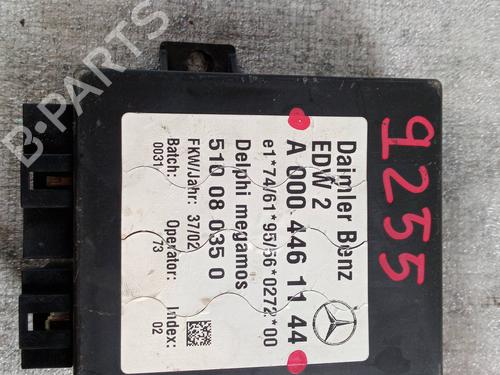 Daimler Benz
EDW 2
A 000 446 11 44
e1*74/61*95/56*0272*00
Delphi megamos
510 08 035 0
FKW/Jahr: 37/02
Batch: Operator: Index:
0031 73 02
9255
B-PARTS